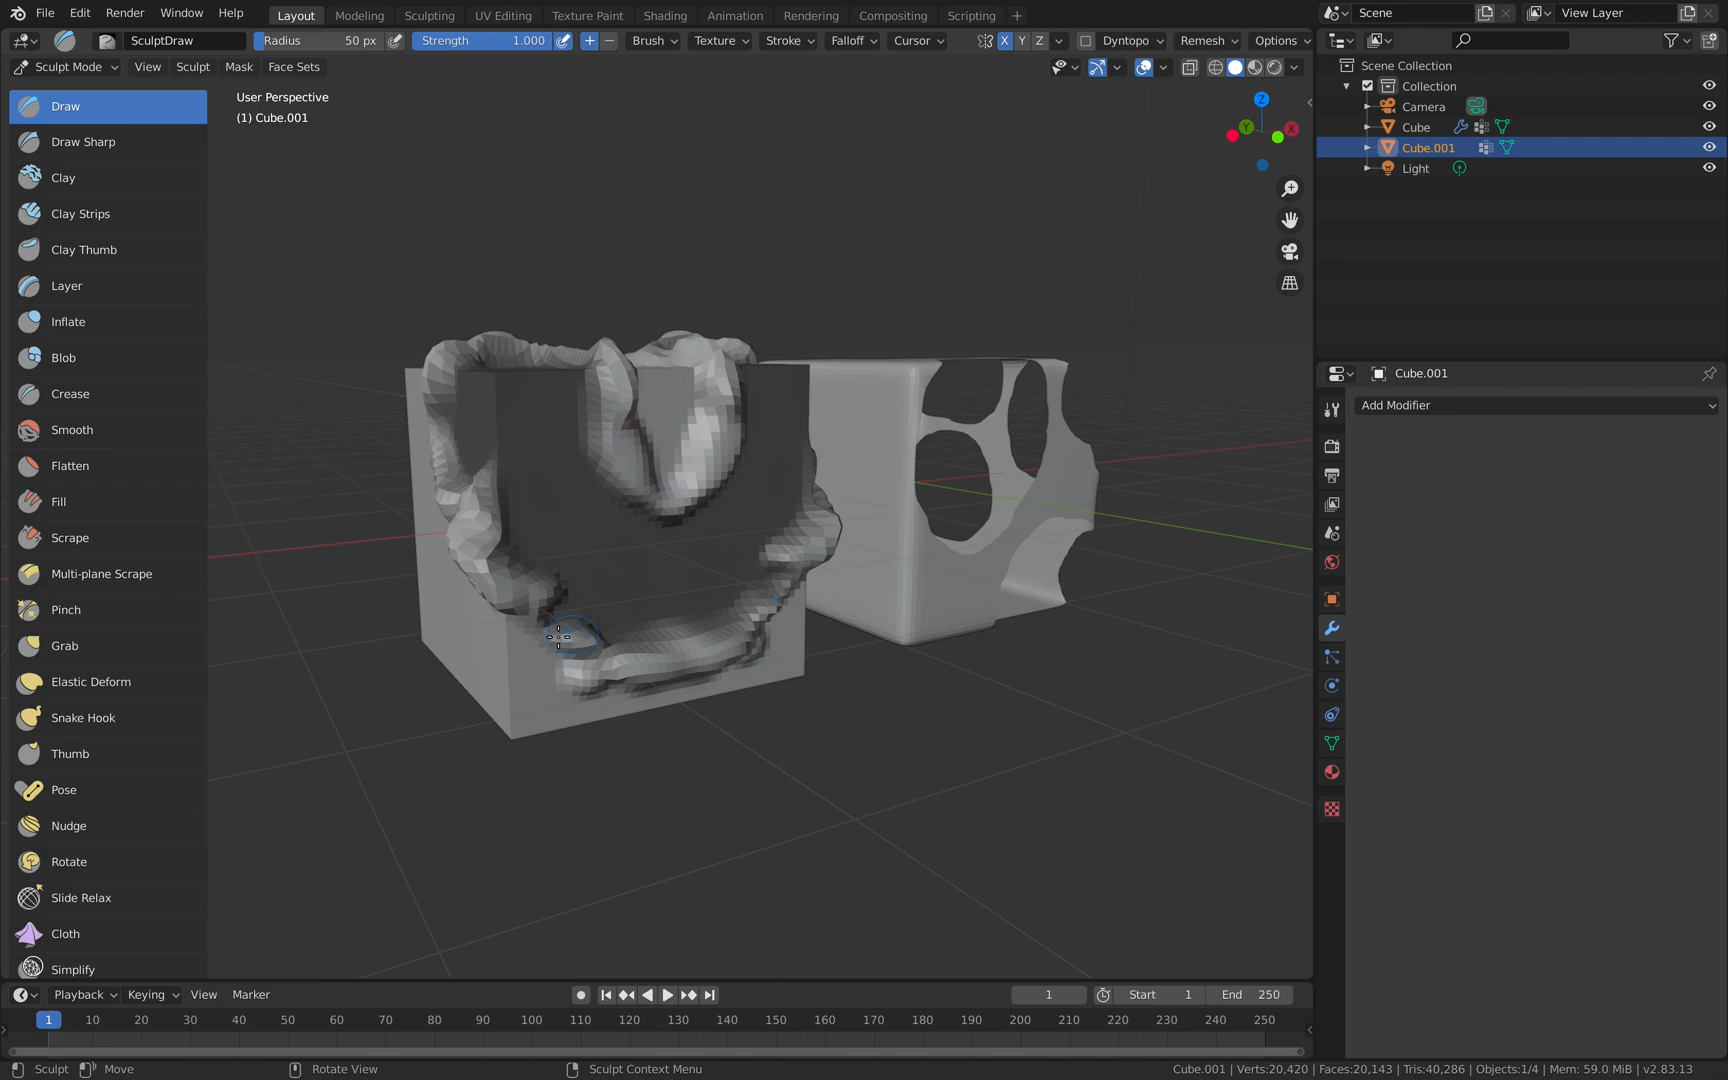 File Edit Render Window Help Layout Modeling Sculpting UV Editing Texture Paint Shading Animation Rendering Compositing Scripting + Scene View Layer
SculptDraw Radius 50 px Strength 1.000 + − Brush Texture Stroke Falloff Cursor X Y Z Dyntopo Remesh Options
Sculpt Mode View Sculpt Mask Face Sets
Scene Collection
Collection
Camera
Cube
Cube.001
Light
User Perspective
(1) Cube.001
Z
Y
X
Draw
Draw Sharp
Clay
Clay Strips
Clay Thumb
Layer
Inflate
Blob
Crease
Smooth
Flatten
Fill
Scrape
Multi-plane Scrape
Pinch
Grab
Elastic Deform
Snake Hook
Thumb
Pose
Nudge
Rotate
Slide Relax
Cloth
Simplify
Cube.001
Add Modifier
Playback Keying View Marker 1 Start 1 End 250
1 10 20 30 40 50 60 70 80 90 100 110 120 130 140 150 160 170 180 190 200 210 220 230 240 250
Sculpt Move Rotate View Sculpt Context Menu Cube.001 | Verts:20,420 | Faces:20,143 | Tris:40,286 | Objects:1/4 | Mem: 59.0 MiB | v2.83.13